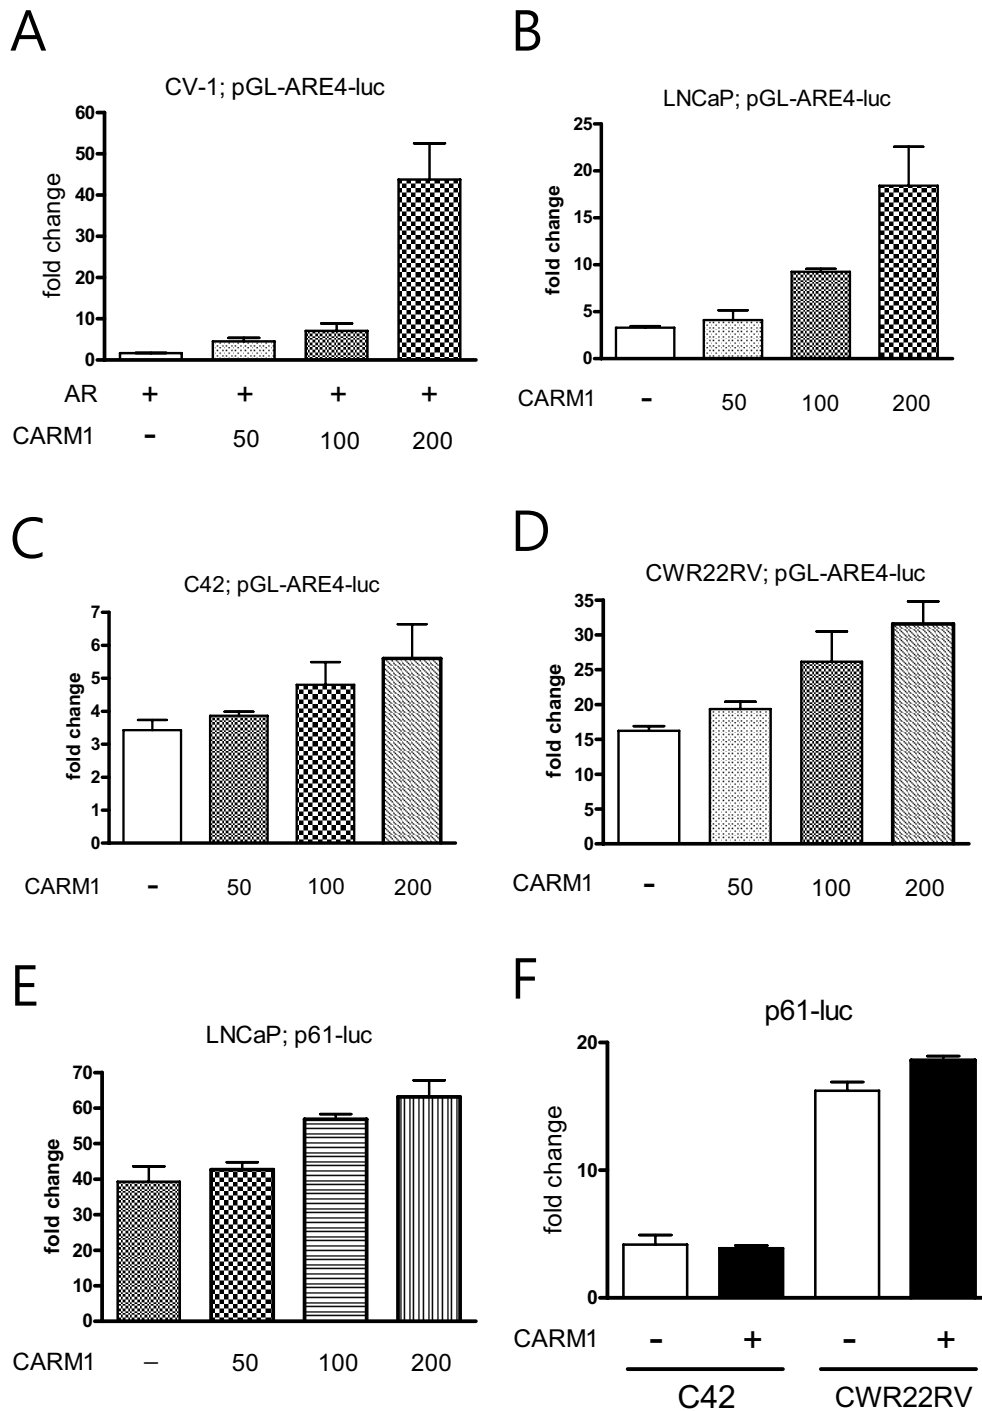 A
CV-1; pGL-ARE4-luc
fold change
60
50
40
30
20
10
0
AR + + + +
CARM1 - 50 100 200
B
LNCaP; pGL-ARE4-luc
fold change
25
20
15
10
5
0
CARM1 - 50 100 200
C
C42; pGL-ARE4-luc
fold change
7
6
5
4
3
2
1
0
CARM1 - 50 100 200
D
CWR22RV; pGL-ARE4-luc
fold change
35
30
25
20
15
10
5
0
CARM1 - 50 100 200
E
LNCaP; p61-luc
fold change
70
60
50
40
30
20
10
0
CARM1 – 50 100 200
F
p61-luc
fold change
20
10
0
CARM1 - + - +
C42 CWR22RV